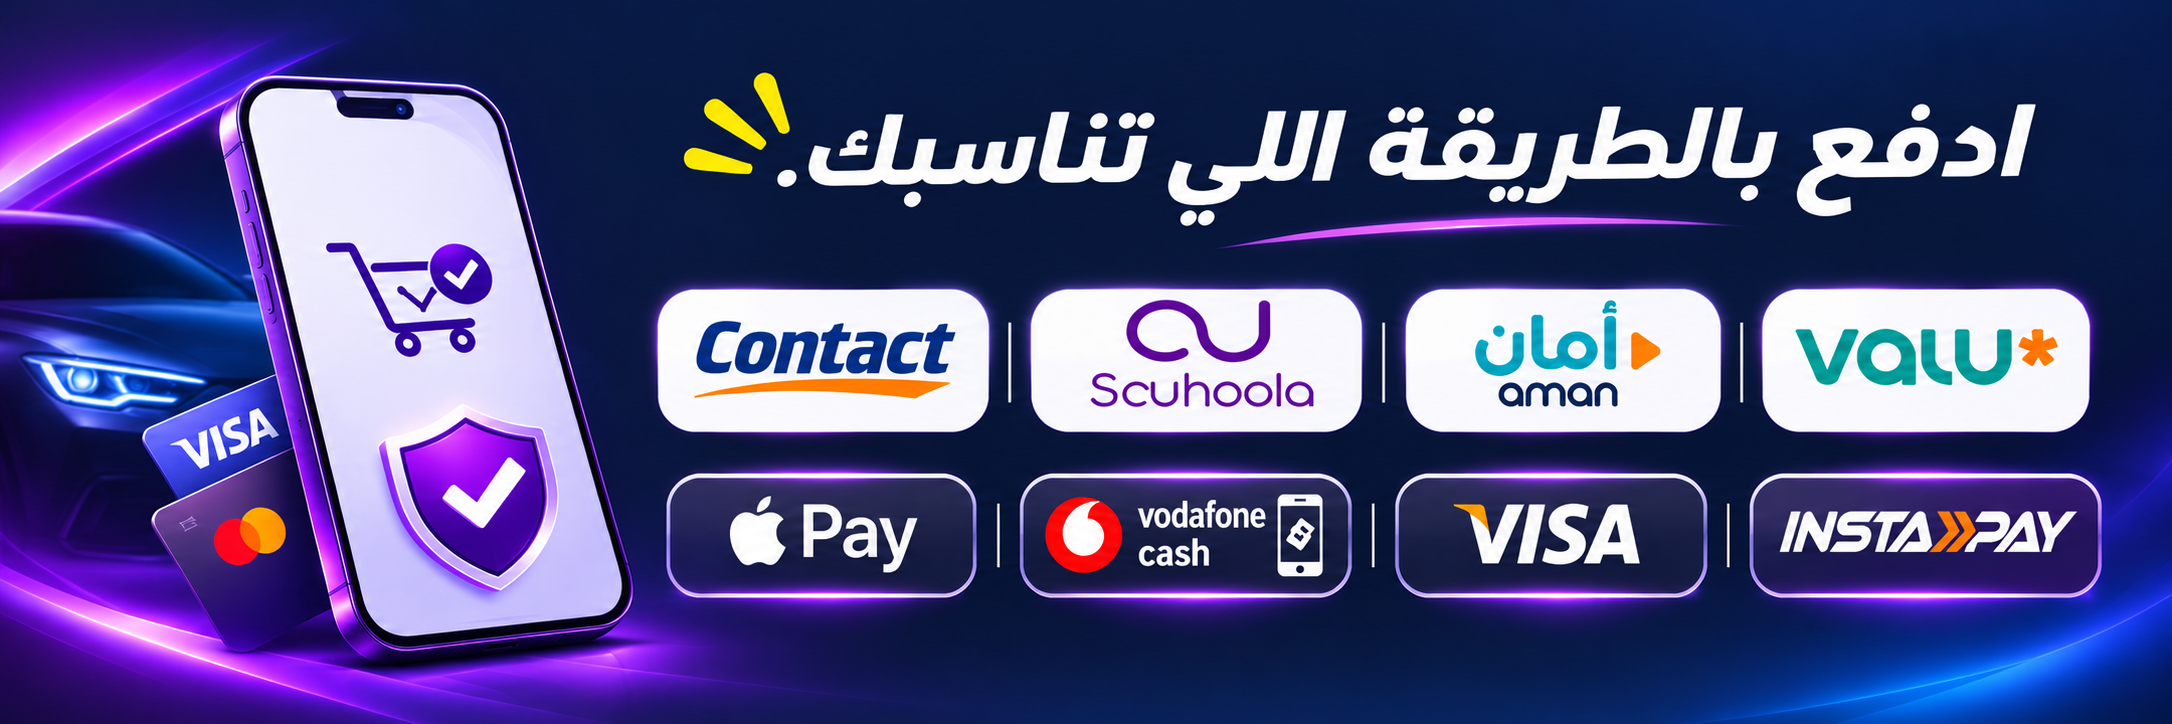 ادفع بالطريقة اللي تناسبك.
Contact
Scuhoola
أمان
aman
valu*
Pay
vodafone
cash
VISA
INSTAPAY
VISA